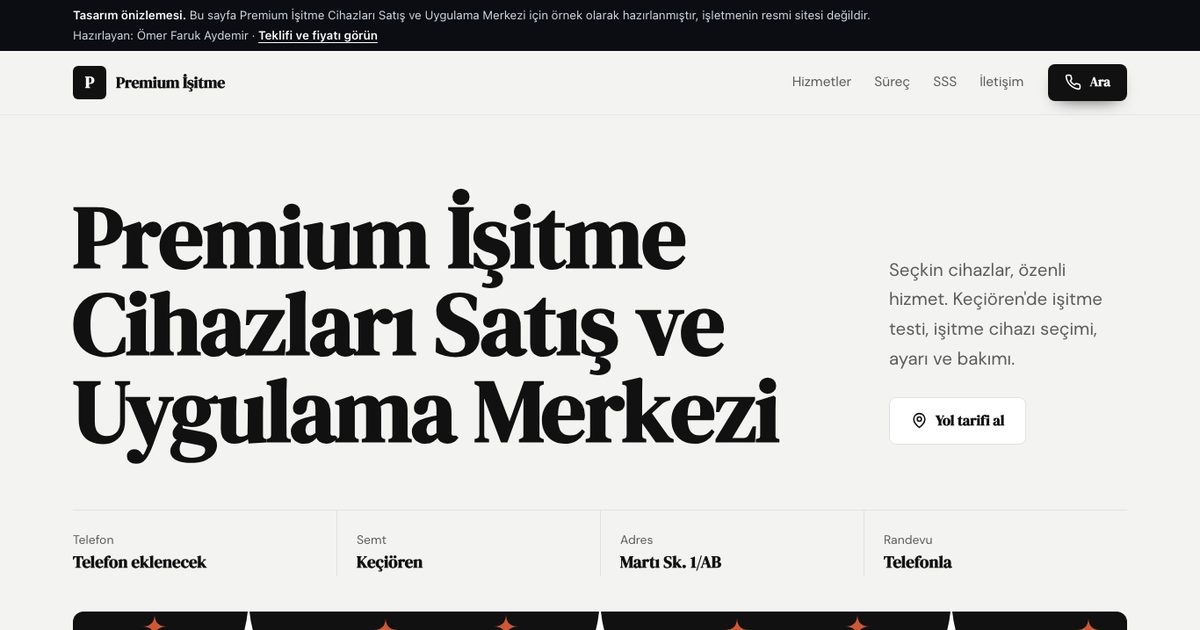 Tasarım önizlemesi. Bu sayfa Premium İşitme Cihazları Satış ve Uygulama Merkezi için örnek olarak hazırlanmıştır, işletmenin resmi sitesi değildir.
Hazırlayan: Ömer Faruk Aydemir · Teklifi ve fiyatı görün
P Premium İşitme
Hizmetler Süreç SSS İletişim Ara
Premium İşitme
Cihazları Satış ve
Uygulama Merkezi
Seçkin cihazlar, özenli
hizmet. Keçiören'de işitme
testi, işitme cihazı seçimi,
ayarı ve bakımı.
Yol tarifi al
Telefon
Telefon eklenecek
Semt
Keçiören
Adres
Martı Sk. 1/AB
Randevu
Telefonla